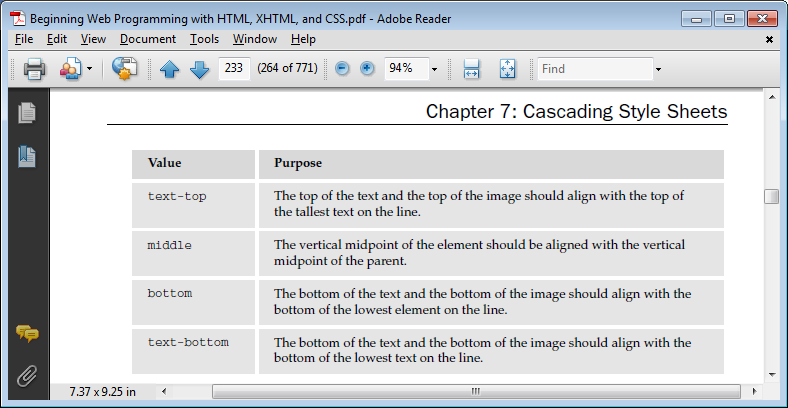 Beginning Web Programming with HTML, XHTML, and CSS.pdf - Adobe Reader
File Edit View Document Tools Window Help
233 (264 of 771) 94% Find
Chapter 7: Cascading Style Sheets
Value Purpose
text-top The top of the text and the top of the image should align with the top of
the tallest text on the line.
middle The vertical midpoint of the element should be aligned with the vertical
midpoint of the parent.
bottom The bottom of the text and the bottom of the image should align with the
bottom of the lowest element on the line.
text-bottom The bottom of the text and the bottom of the image should align with the
bottom of the lowest text on the line.
7.37 x 9.25 in